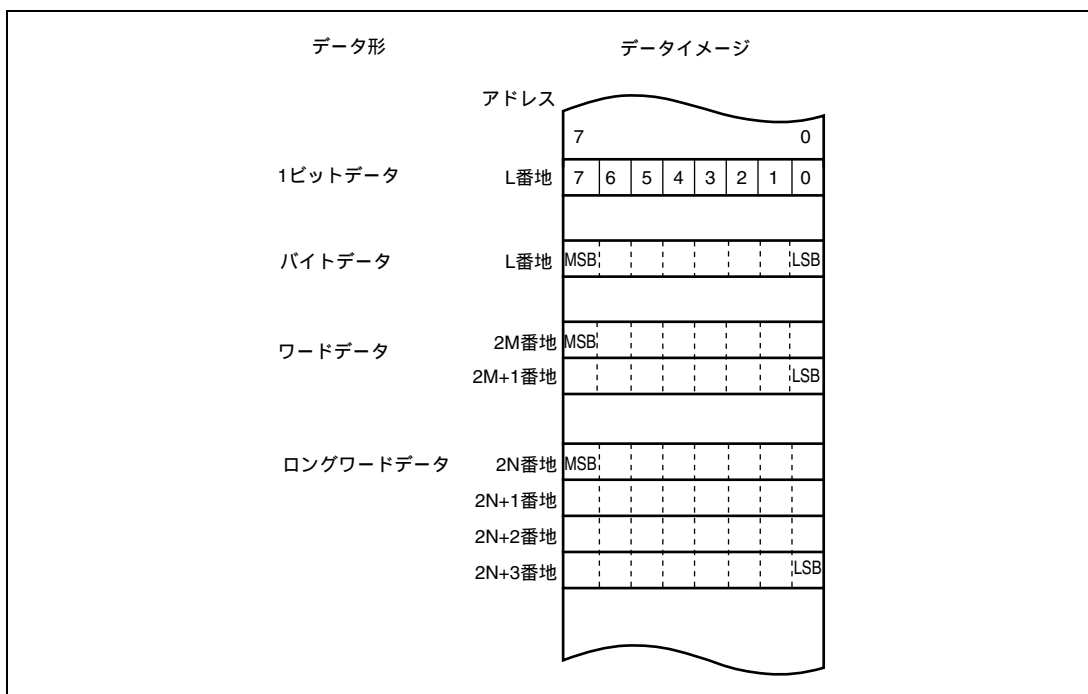 データ形 データイメージ
アドレス
7 0
1ビットデータ L番地 7 6 5 4 3 2 1 0
バイトデータ L番地 MSB LSB
ワードデータ 2M番地 MSB
2M+1番地 LSB
ロングワードデータ 2N番地 MSB
2N+1番地
2N+2番地
2N+3番地 LSB